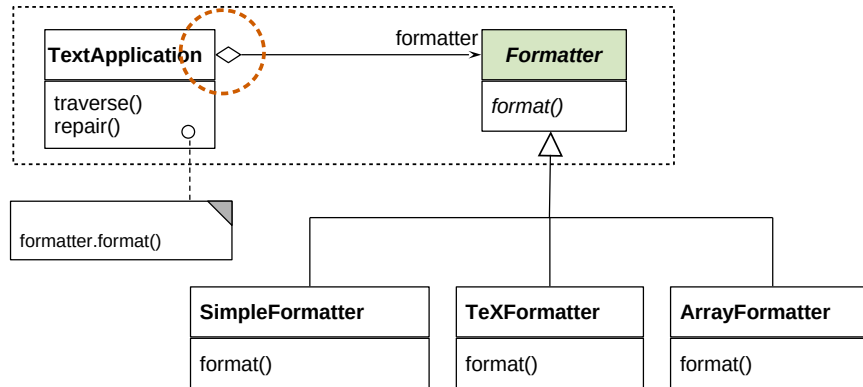 formatter
TextApplication
Formatter
traverse()
repair()
format()
formatter.format()
SimpleFormatter
TeXFormatter
ArrayFormatter
format()
format()
format()